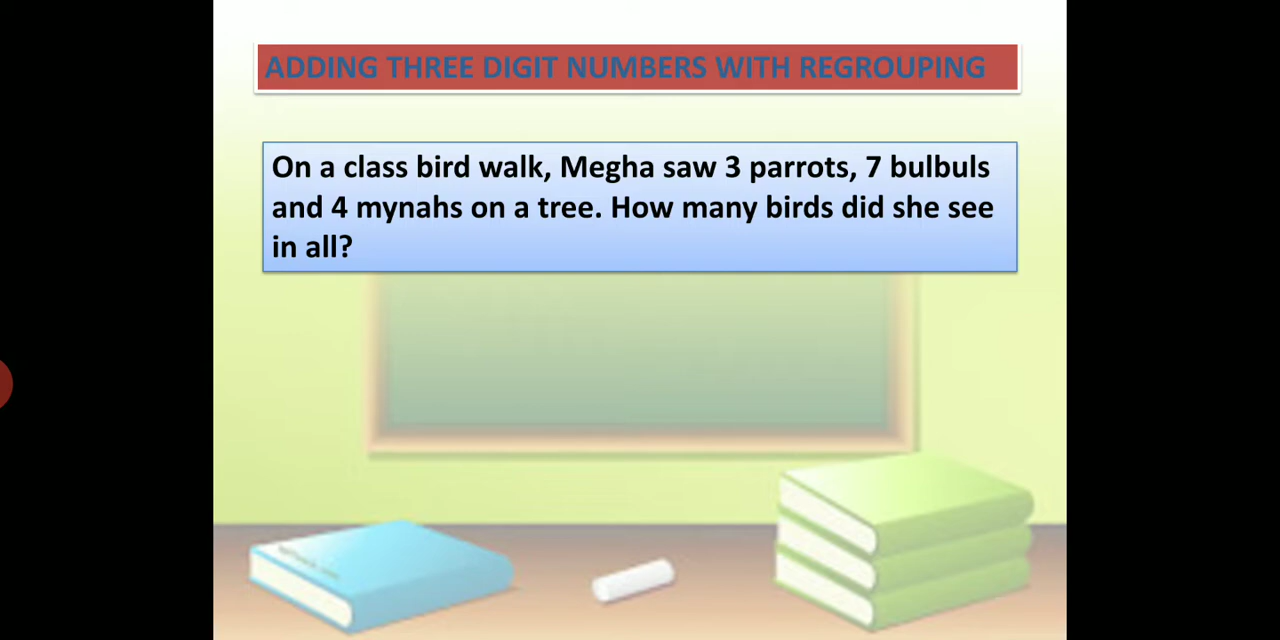 ADDING THREE DIGIT NUMBERS WITH REGROUPING
On a class bird walk, Megha saw 3 parrots, 7 bulbuls
and 4 mynahs on a tree. How many birds did she see
in all?